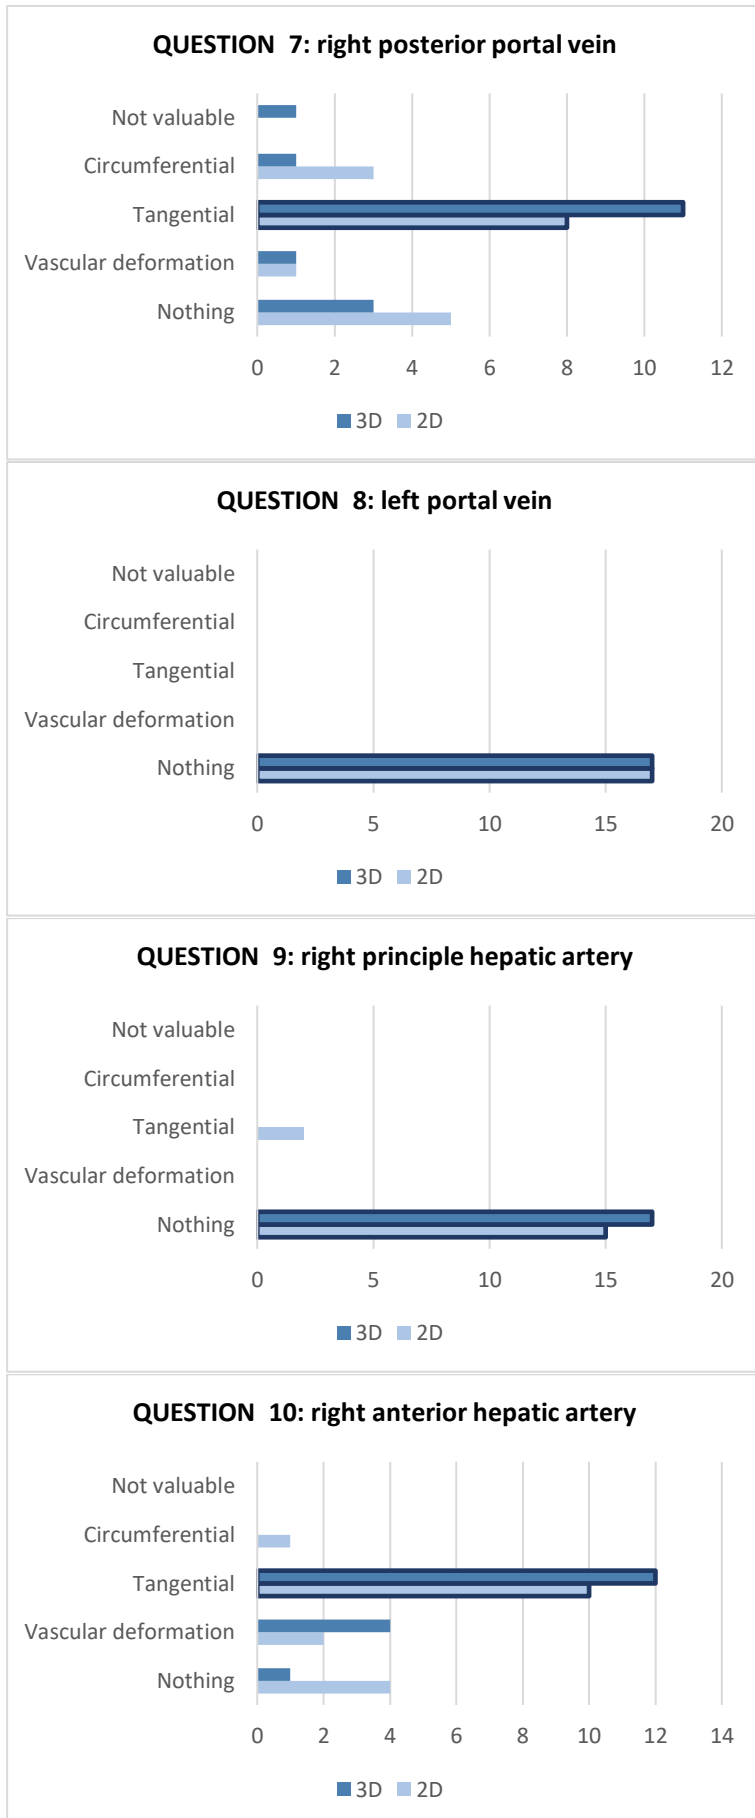 QUESTION 7: right posterior portal vein
Not valuable
Circumferential
Tangential
Vascular deformation
Nothing
0 2 4 6 8 10 12
3D 2D
QUESTION 8: left portal vein
Not valuable
Circumferential
Tangential
Vascular deformation
Nothing
0 5 10 15 20
3D 2D
QUESTION 9: right principle hepatic artery
Not valuable
Circumferential
Tangential
Vascular deformation
Nothing
0 5 10 15 20
3D 2D
QUESTION 10: right anterior hepatic artery
Not valuable
Circumferential
Tangential
Vascular deformation
Nothing
0 2 4 6 8 10 12 14
3D 2D